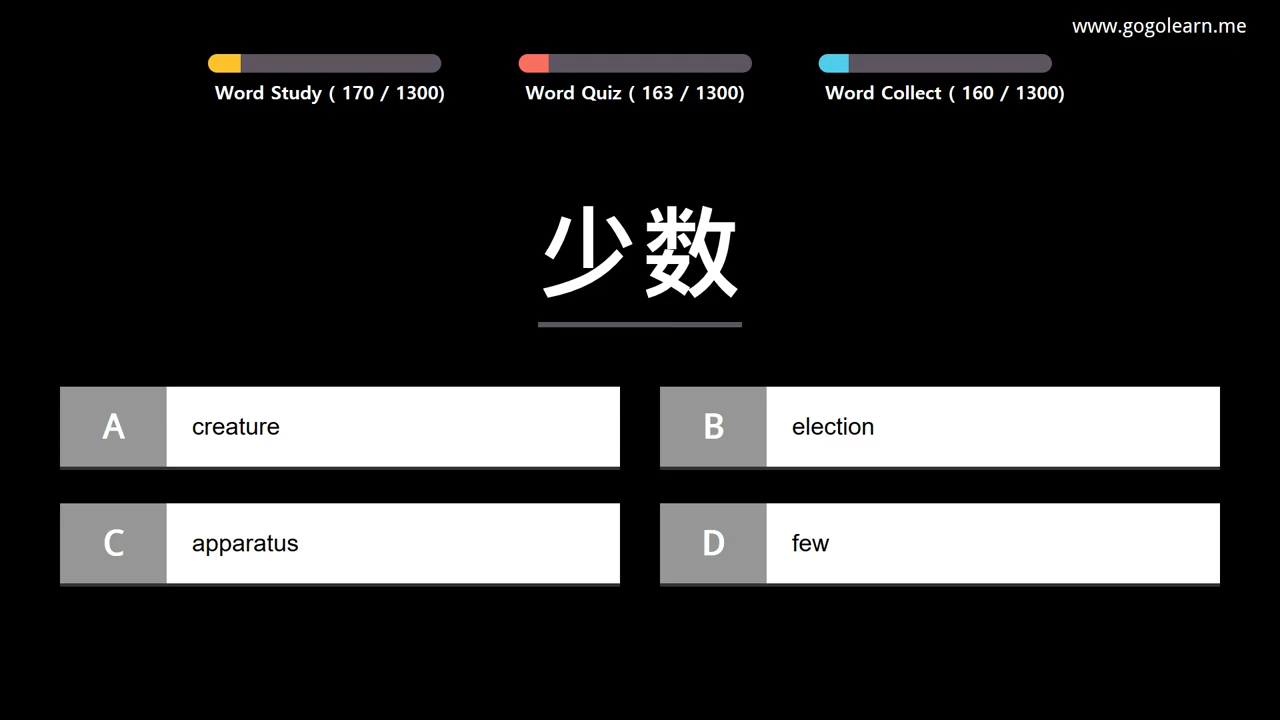 www.gogolearn.me
Word Study ( 170 / 1300)
Word Quiz ( 163 / 1300)
Word Collect ( 160 / 1300)
少数
A creature
B election
C apparatus
D few